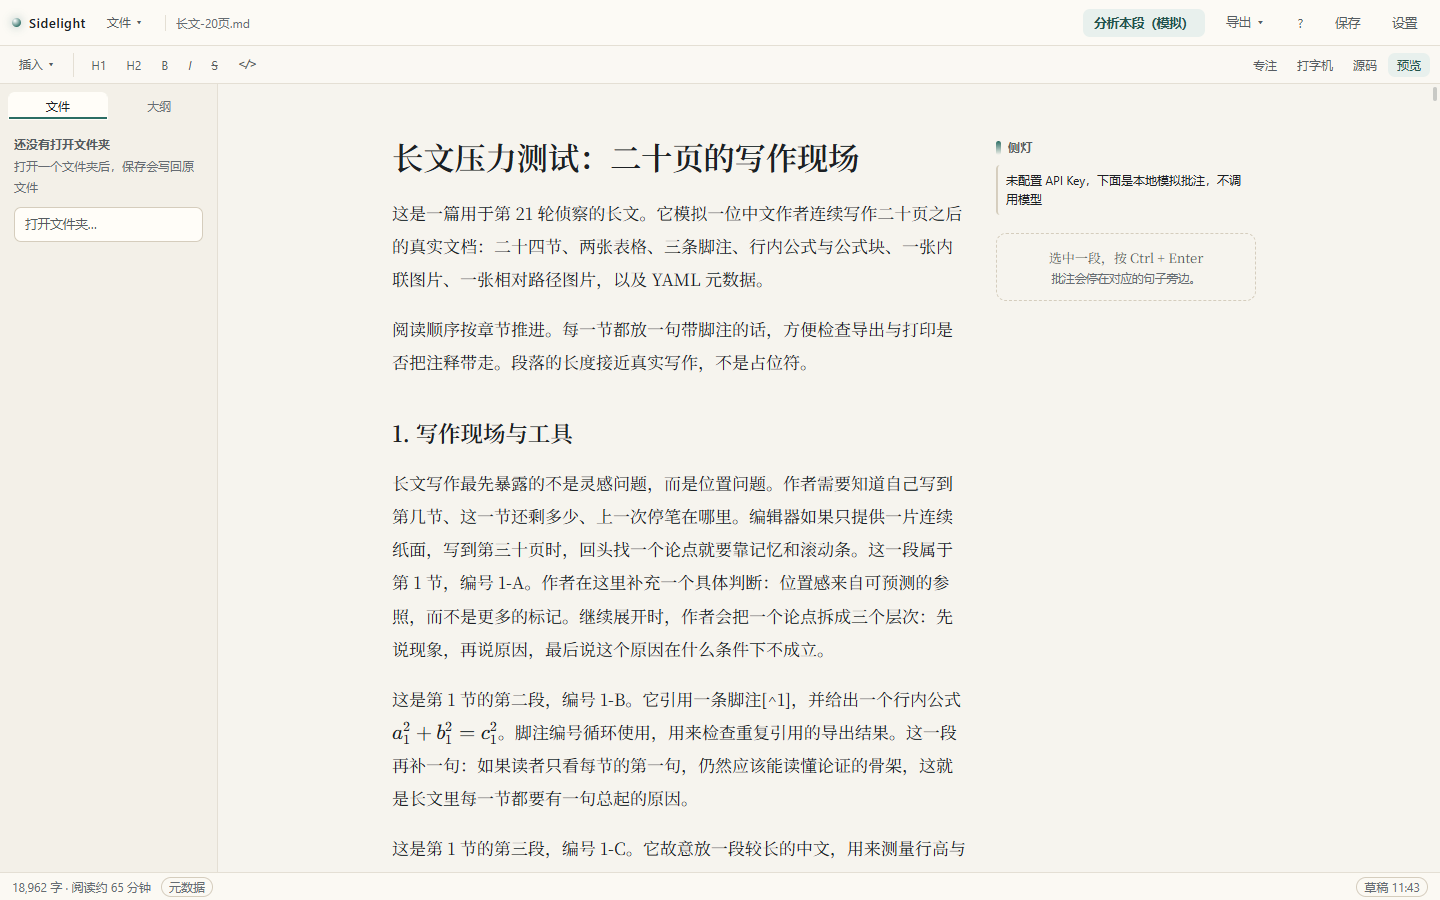 Sidelight 文件 长文-20页.md 分析本段（模拟） 导出 ? 保存 设置
插入 H1 H2 B I S </> 专注 打字机 源码 预览
文件 大纲
还没有打开文件夹
打开一个文件夹后，保存会写回原
文件
打开文件夹...
长文压力测试：二十页的写作现场
这是一篇用于第 21 轮侦察的长文。它模拟一位中文作者连续写作二十页之后
的真实文档：二十四节、两张表格、三条脚注、行内公式与公式块、一张内
联图片、一张相对路径图片，以及 YAML 元数据。
阅读顺序按章节推进。每一节都放一句带脚注的话，方便检查导出与打印是
否把注释带走。段落的长度接近真实写作，不是占位符。
1. 写作现场与工具
长文写作最先暴露的不是灵感问题，而是位置问题。作者需要知道自己写到
第几节、这一节还剩多少、上一次停笔在哪里。编辑器如果只提供一片连续
纸面，写到第三十页时，回头找一个论点就要靠记忆和滚动条。这一段属于
第 1 节，编号 1-A。作者在这里补充一个具体判断：位置感来自可预测的参
照，而不是更多的标记。继续展开时，作者会把一个论点拆成三个层次：先
说现象，再说原因，最后说这个原因在什么条件下不成立。
这是第 1 节的第二段，编号 1-B。它引用一条脚注[^1]，并给出一个行内公式
a₁² + b₁² = c₁²。脚注编号循环使用，用来检查重复引用的导出结果。这一段
再补一句：如果读者只看每节的第一句，仍然应该能读懂论证的骨架，这就
是长文里每一节都要有一句总起的原因。
这是第 1 节的第三段，编号 1-C。它故意放一段较长的中文，用来测量行高与
侧灯
未配置 API Key，下面是本地模拟批注，不调
用模型
选中一段，按 Ctrl + Enter
批注会停在对应的句子旁边。
18,962 字 · 阅读约 65 分钟 元数据 草稿 11:43